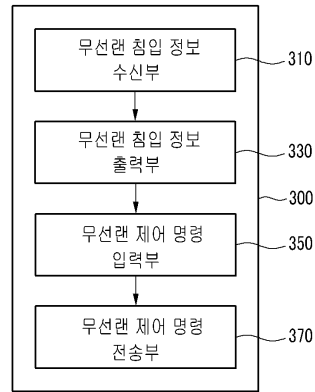 무선랜 침입 정보
수신부
310
무선랜 침입 정보
출력부
330
300
무선랜 제어 명령
입력부
350
무선랜 제어 명령
전송부
370